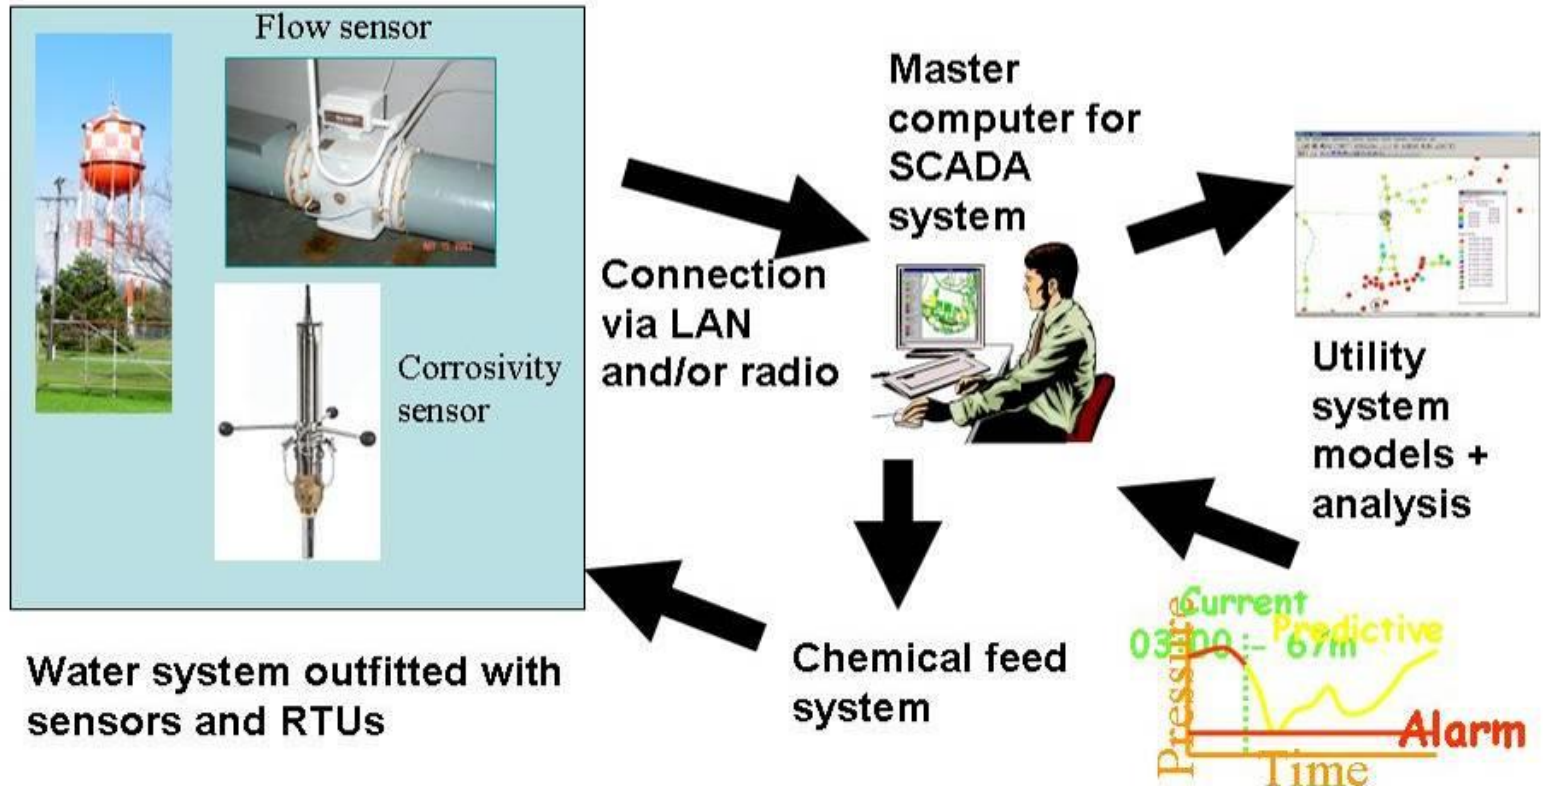 Flow sensor
Corrosivity
sensor
Water system outfitted with
sensors and RTUs
Connection
via LAN
and/or radio
Master
computer for
SCADA
system
Utility
system
models +
analysis
Chemical feed
system
Current
03:00 :- 67m
Predictive
Pressure
Alarm
Time